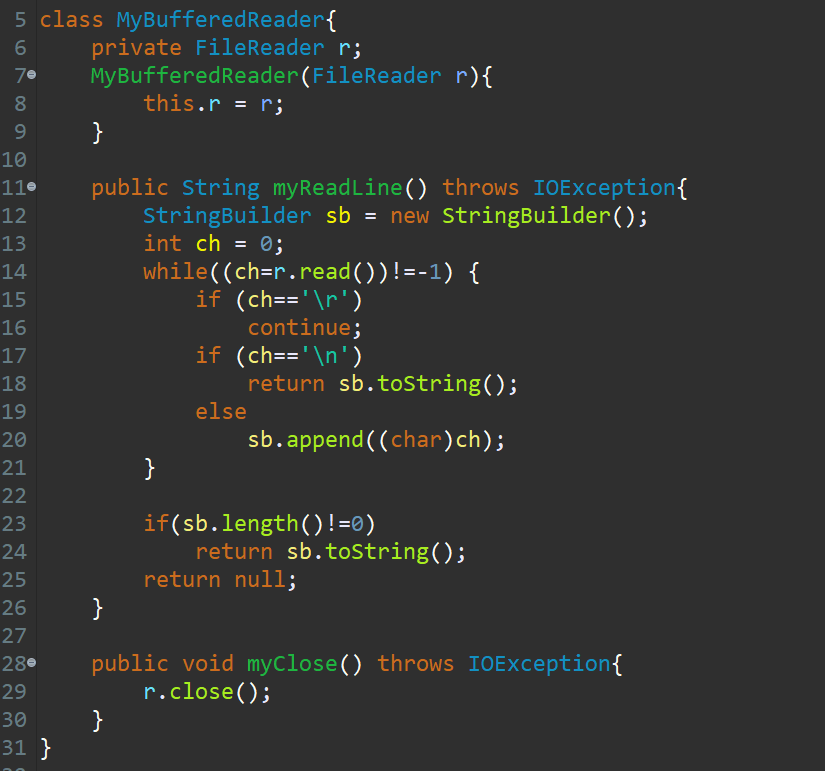 5 class MyBufferedReader{
6     private FileReader r;
7     MyBufferedReader(FileReader r){
8         this.r = r;
9     }
10
11     public String myReadLine() throws IOException{
12         StringBuilder sb = new StringBuilder();
13         int ch = 0;
14         while((ch=r.read())!=-1) {
15             if (ch=='\r')
16                 continue;
17             if (ch=='\n')
18                 return sb.toString();
19             else
20                 sb.append((char)ch);
21         }
22
23         if(sb.length()!=0)
24             return sb.toString();
25         return null;
26     }
27
28     public void myClose() throws IOException{
29         r.close();
30     }
31 }